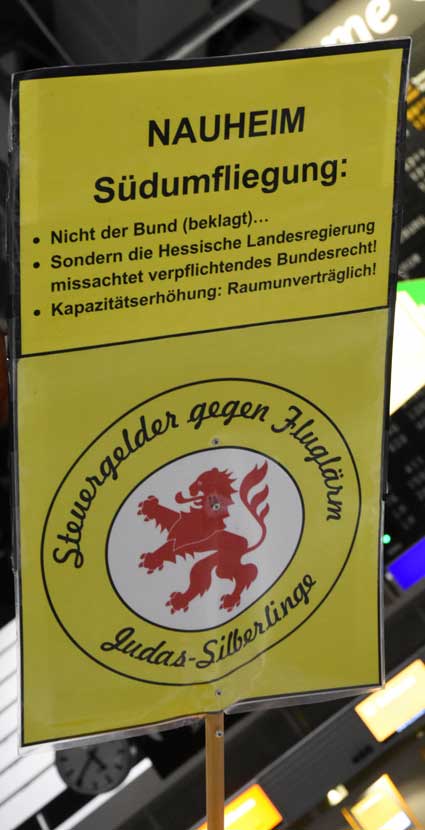 me
NAUHEIM
Südumfliegung:
• Nicht der Bund (beklagt)…
• Sondern die Hessische Landesregierung
missachtet verpflichtendes Bundesrecht!
• Kapazitätserhöhung: Raumunverträglich!
Steuergelder gegen Fluglärm
Judas-Silberlinge